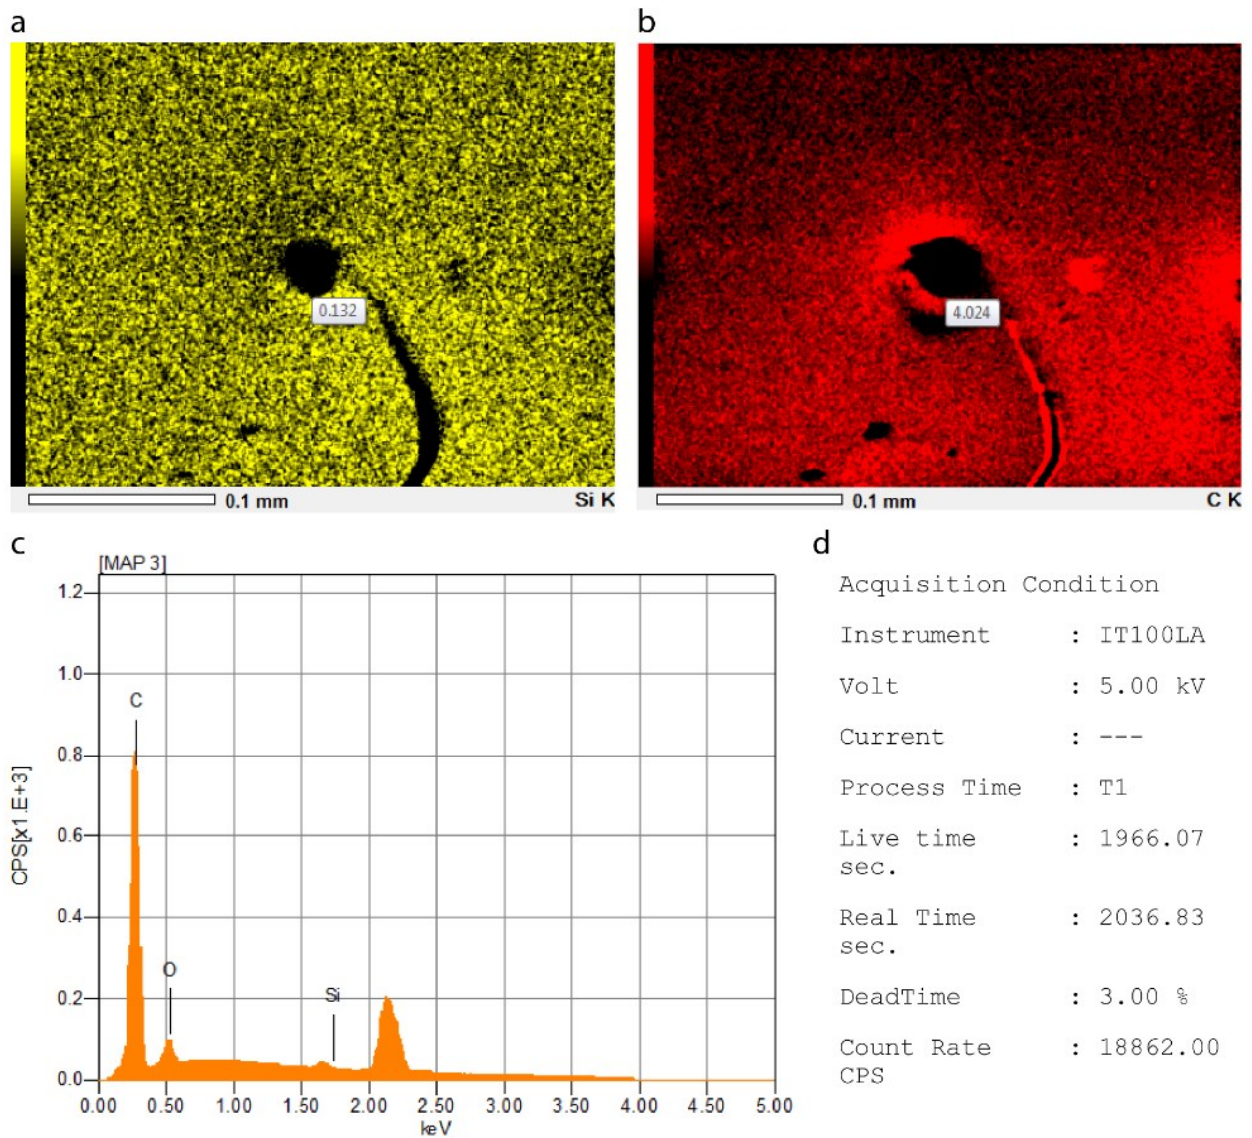 a
b
0.132
4.024
0.1 mm
Si K
0.1 mm
C K
c
[MAP 3]
CPS[x1.E+3]
1.2
1.0
0.8
0.6
0.4
0.2
0.0
C
O
Si
0.00 0.50 1.00 1.50 2.00 2.50 3.00 3.50 4.00 4.50 5.00
keV
d
Acquisition Condition
Instrument : IT100LA
Volt : 5.00 kV
Current : ---
Process Time : T1
Live time : 1966.07
sec.
Real Time : 2036.83
sec.
DeadTime : 3.00 %
Count Rate : 18862.00
CPS